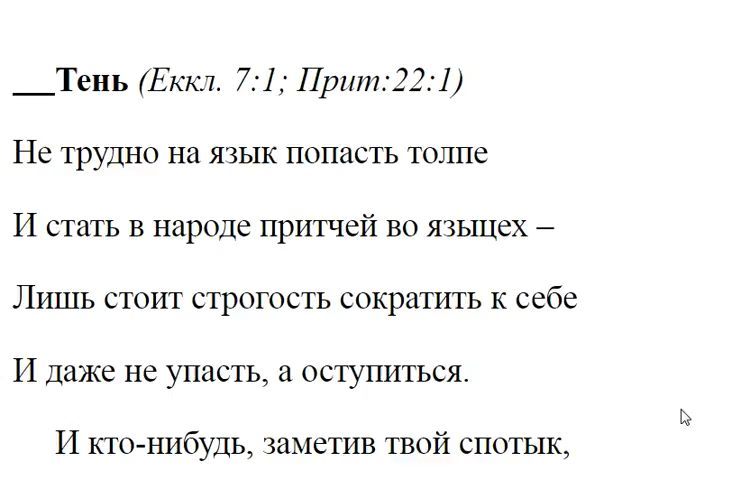 ___Тень (Еккл. 7:1; Прит:22:1)
Не трудно на язык попасть толпе
И стать в народе притчей во языцех –
Лишь стоит строгость сократить к себе
И даже не упасть, а оступиться.
И кто-нибудь, заметив твой спотык,